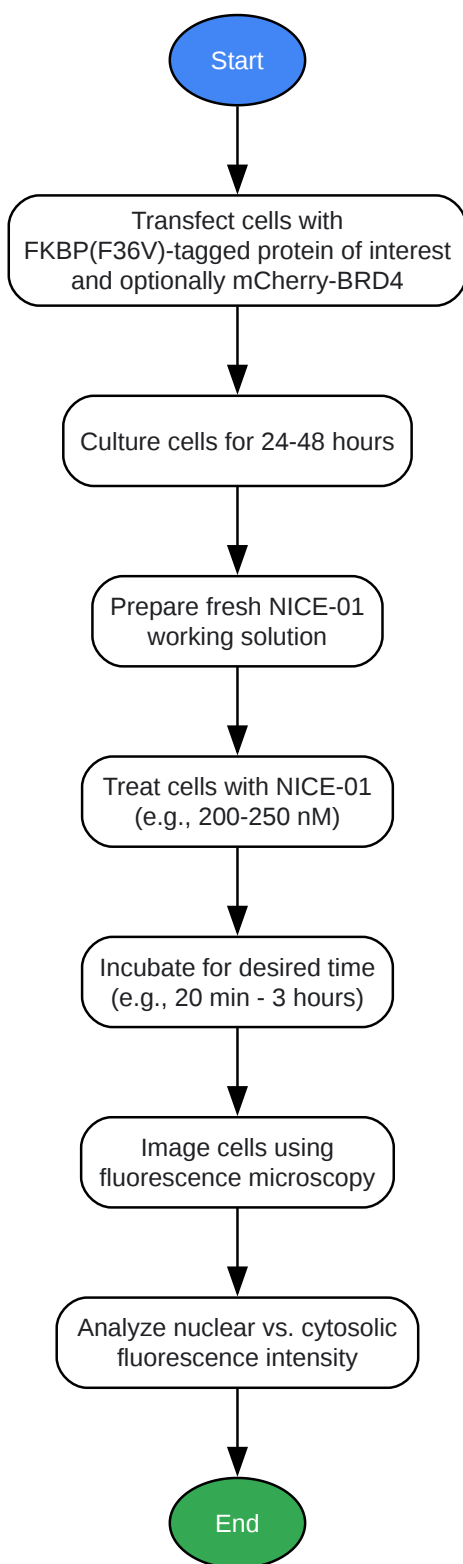 Start
Transfect cells with
FKBP(F36V)-tagged protein of interest
and optionally mCherry-BRD4
Culture cells for 24-48 hours
Prepare fresh NICE-01
working solution
Treat cells with NICE-01
(e.g., 200-250 nM)
Incubate for desired time
(e.g., 20 min - 3 hours)
Image cells using
fluorescence microscopy
Analyze nuclear vs. cytosolic
fluorescence intensity
End